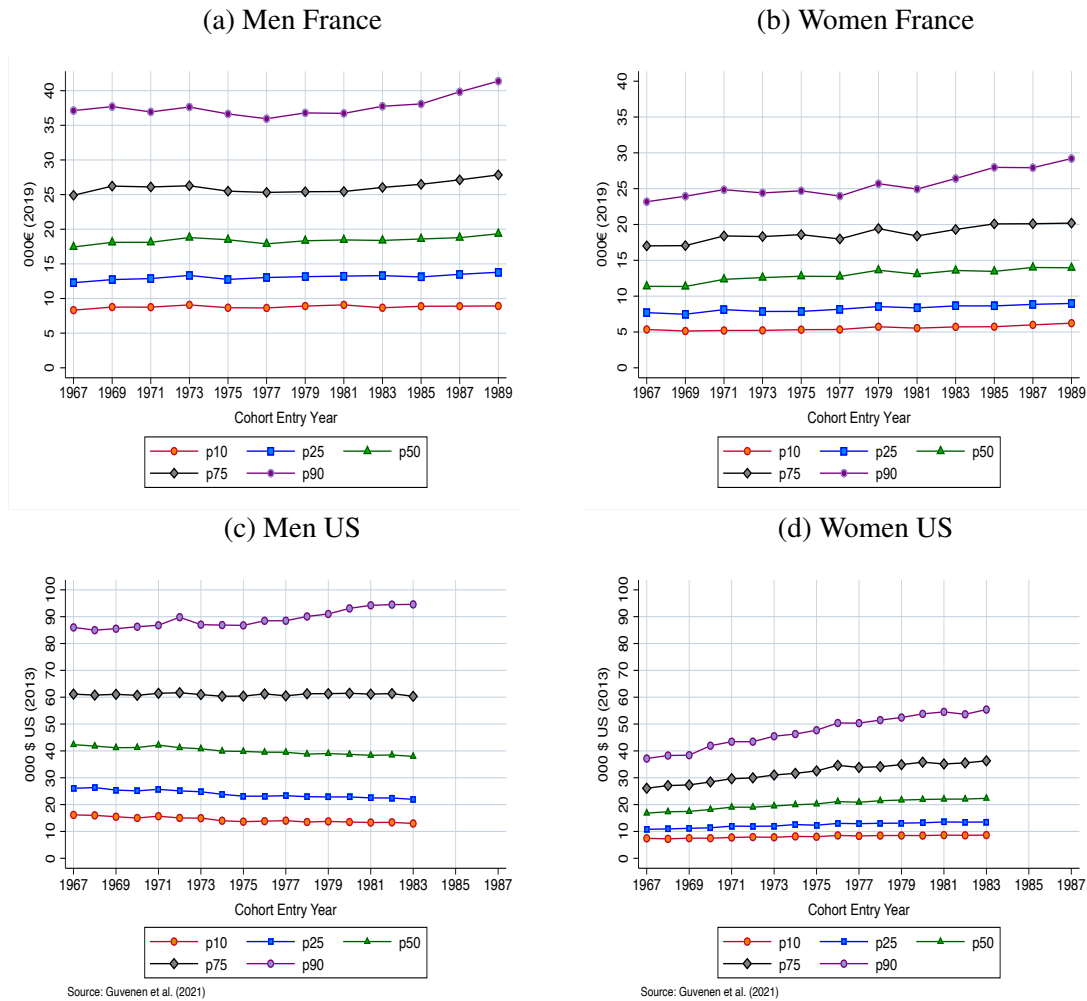 (a) Men France
(b) Women France
000€ (2019)
0 5 10 15 20 25 30 35 40
1967 1969 1971 1973 1975 1977 1979 1981 1983 1985 1987 1989
Cohort Entry Year
p10 p25 p50
p75 p90
000€ (2019)
0 5 10 15 20 25 30 35 40
1967 1969 1971 1973 1975 1977 1979 1981 1983 1985 1987 1989
Cohort Entry Year
p10 p25 p50
p75 p90
(c) Men US
(d) Women US
000 $ US (2013)
0 10 20 30 40 50 60 70 80 90 100
1967 1969 1971 1973 1975 1977 1979 1981 1983 1985 1987
Cohort Entry Year
p10 p25 p50
p75 p90
Source: Guvenen et al. (2021)
000 $ US (2013)
0 10 20 30 40 50 60 70 80 90 100
1967 1969 1971 1973 1975 1977 1979 1981 1983 1985 1987
Cohort Entry Year
p10 p25 p50
p75 p90
Source: Guvenen et al. (2021)